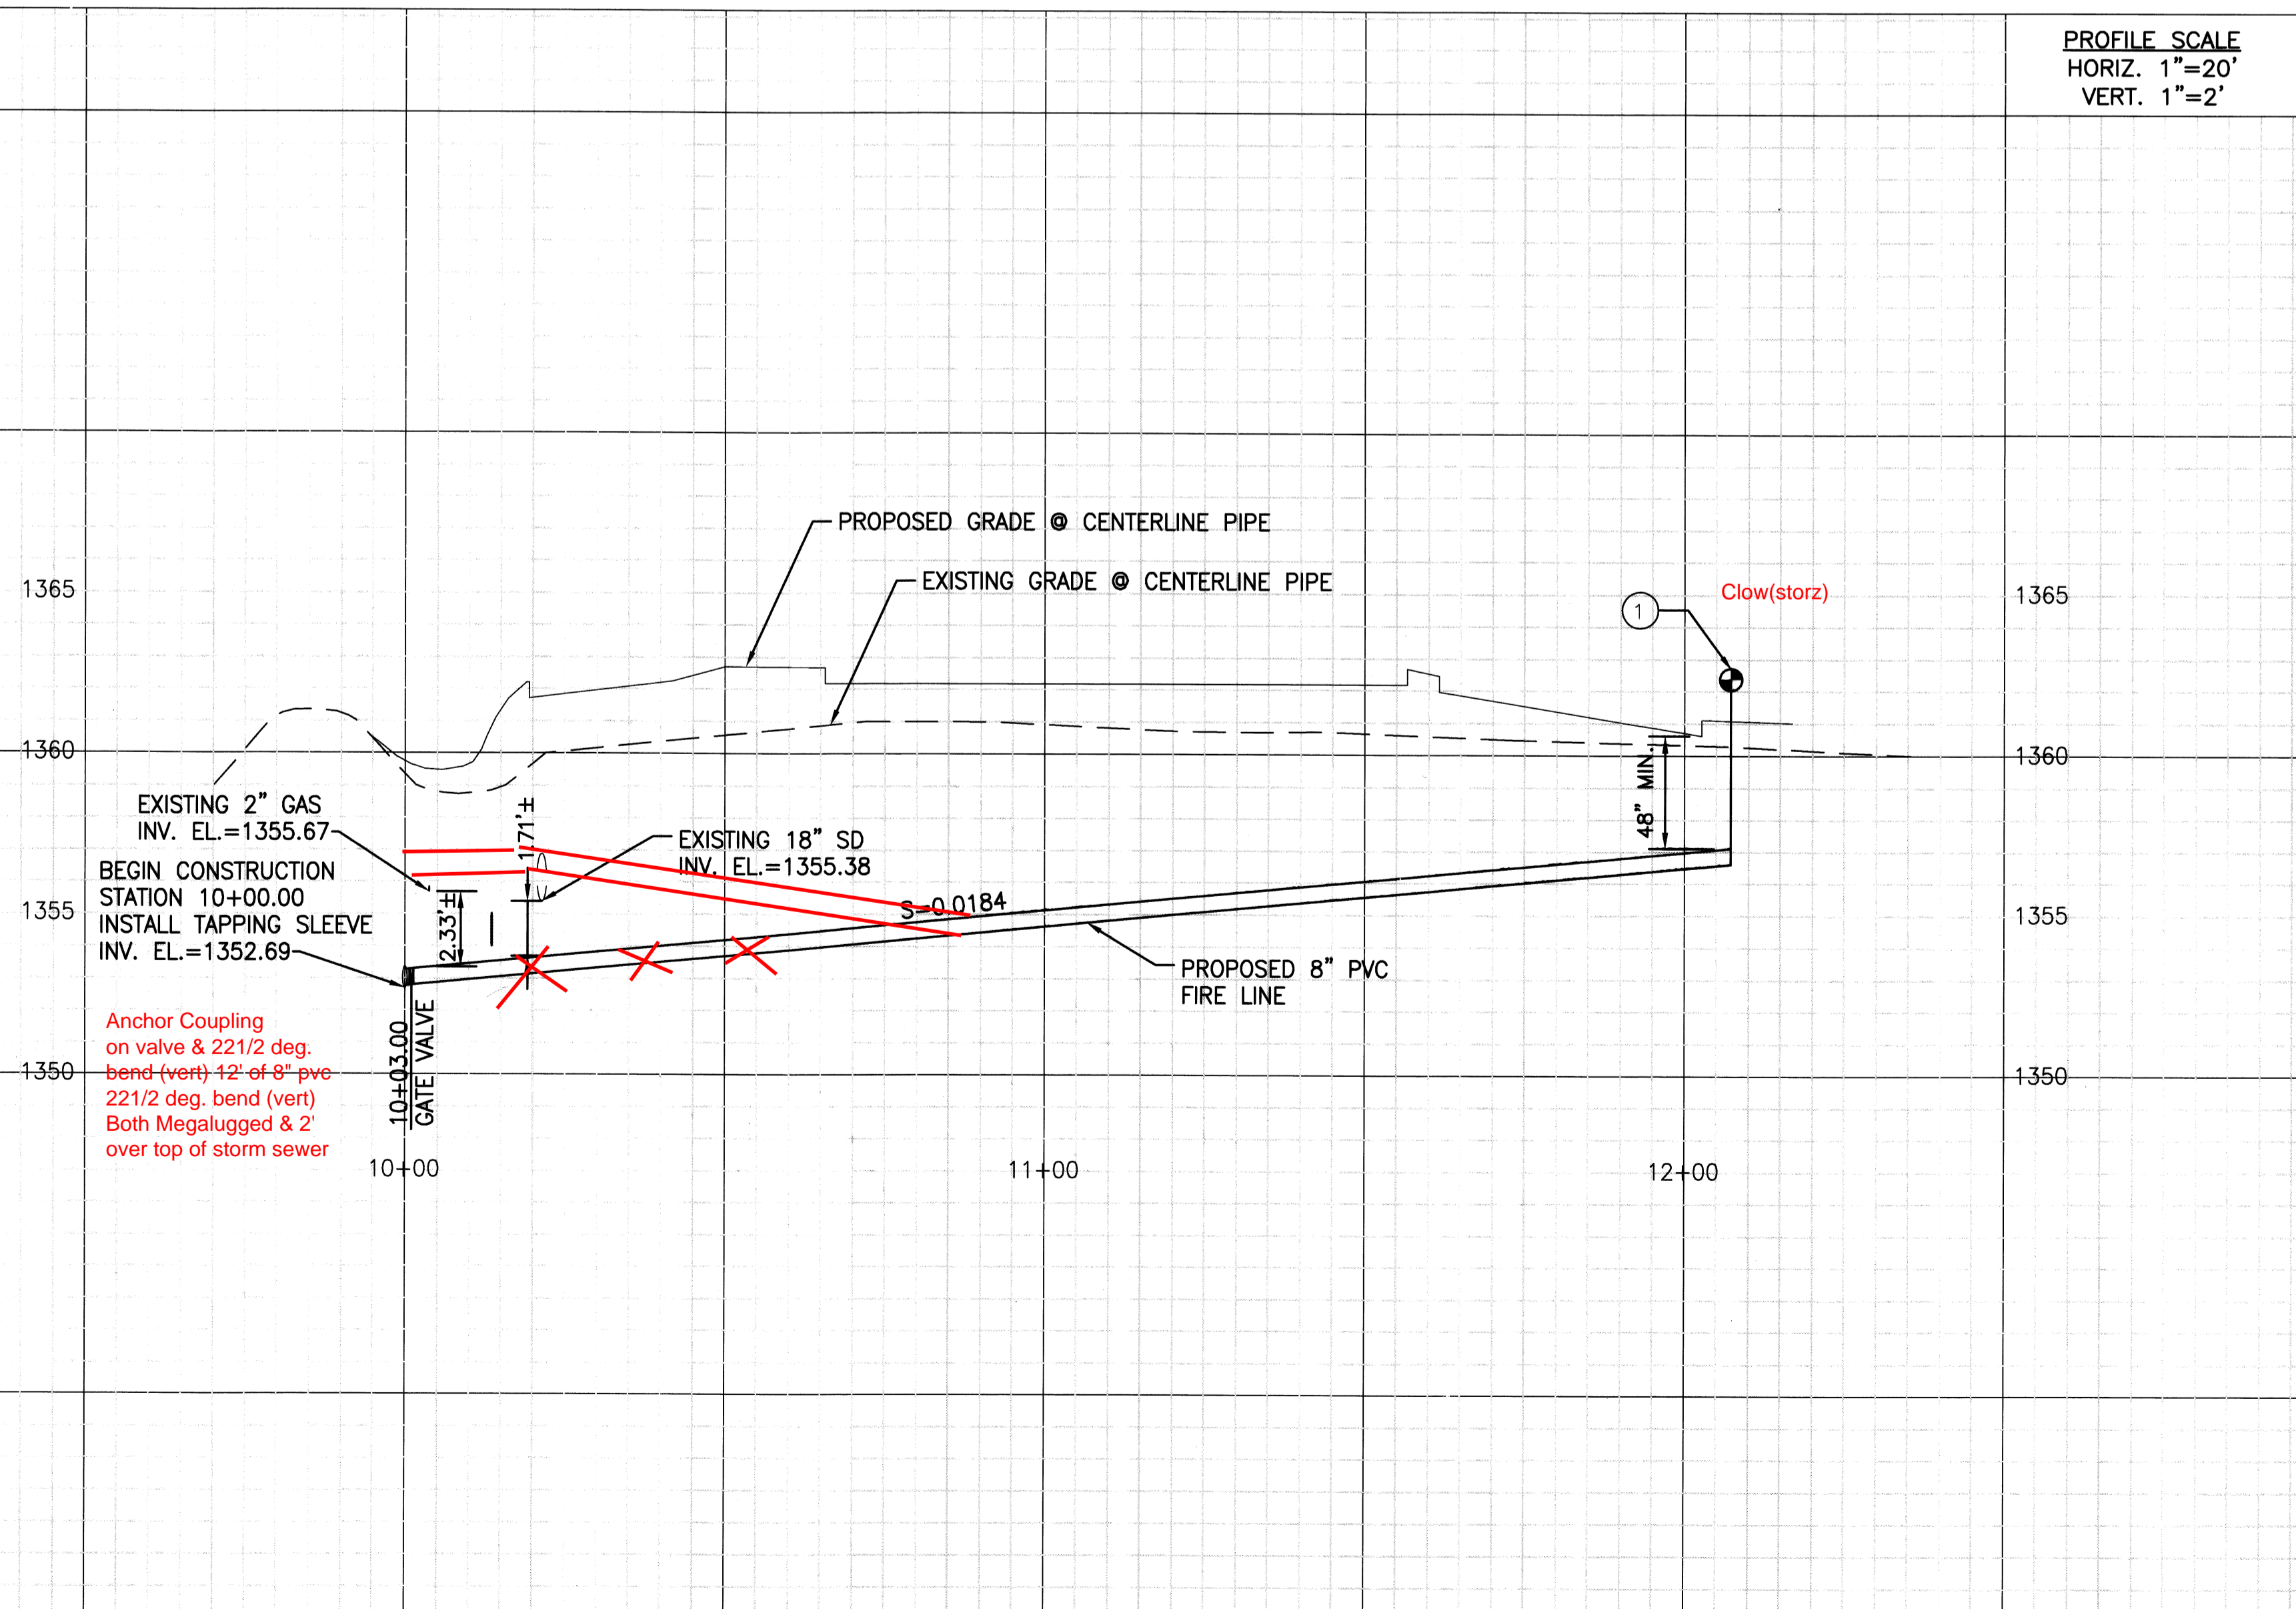 PROFILE SCALE
HORIZ. 1"=20'
VERT. 1"=2'
PROPOSED GRADE @ CENTERLINE PIPE
EXISTING GRADE @ CENTERLINE PIPE
1365
Clow(storz)
1
1365
1360
1360
48" MIN.
EXISTING 2" GAS
INV. EL.=1355.67
1.71'±
EXISTING 18" SD
INV. EL.=1355.38
BEGIN CONSTRUCTION
STATION 10+00.00
INSTALL TAPPING SLEEVE
INV. EL.=1352.69
2.33'±
S=0.0184
1355
1355
PROPOSED 8" PVC
FIRE LINE
Anchor Coupling
on valve & 221/2 deg.
bend (vert) 12' of 8" pvc
221/2 deg. bend (vert)
Both Megalugged & 2'
over top of storm sewer
10+03.00
GATE VALVE
1350
1350
10+00
11+00
12+00